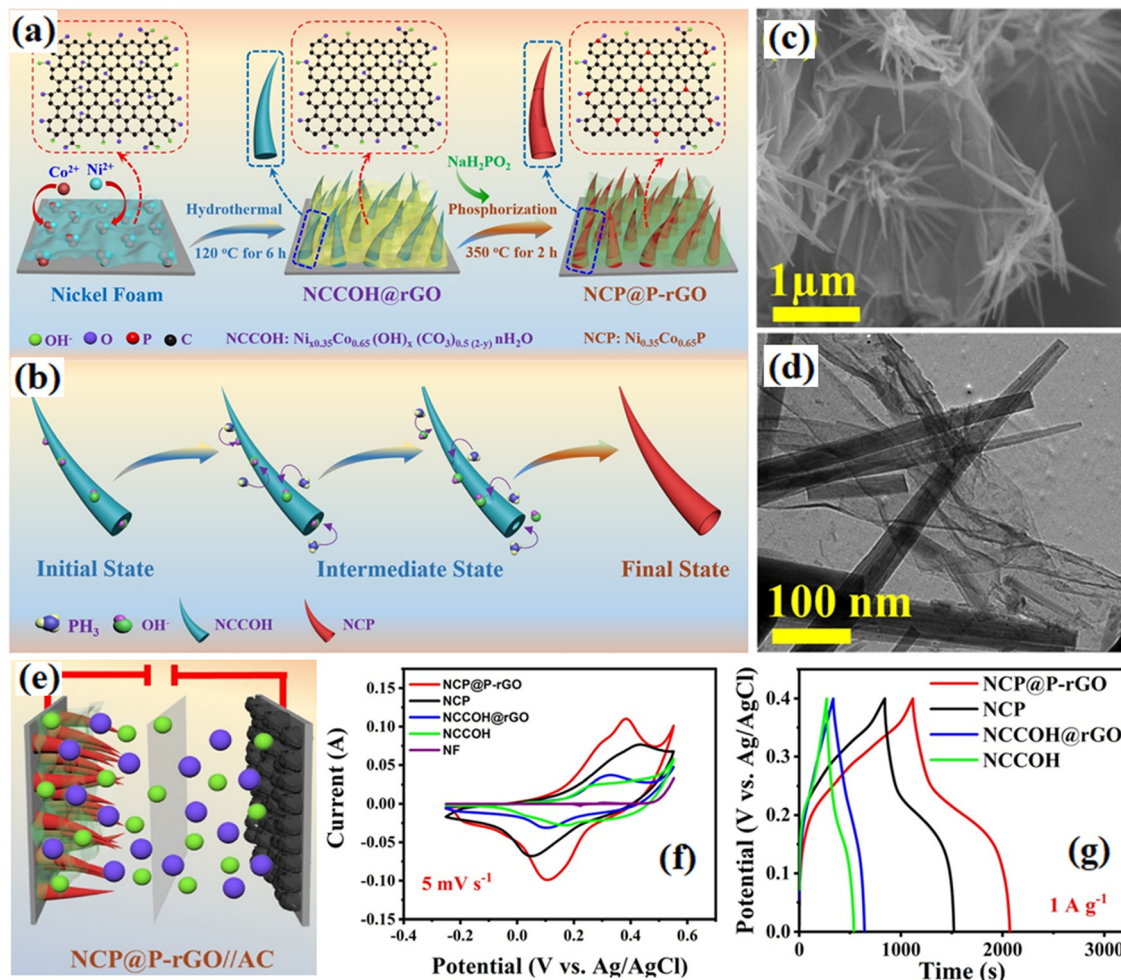 (a)
Co²⁺ Ni²⁺
NaH₂PO₂
Hydrothermal
120 °C for 6 h
Phosphorization
350 °C for 2 h
Nickel Foam
NCCOH@rGO
NCP@P-rGO
OH⁻ O P C
NCCOH: Niₓ₀.₃₅Co₀.₆₅ (OH)ₓ (CO₃)₀.₅ ₍₂₋ᵧ₎ nH₂O
NCP: Ni₀.₃₅Co₀.₆₅P
(b)
Initial State
Intermediate State
Final State
PH₃ OH⁻ NCCOH NCP
(c)
1µm
(d)
100 nm
(e)
NCP@P-rGO//AC
(f)
NCP@P-rGO
NCP
NCCOH@rGO
NCCOH
NF
0.15
0.10
0.05
0.00
-0.05
-0.10
-0.15
Current (A)
5 mV s⁻¹
-0.4 -0.2 0.0 0.2 0.4 0.6
Potential (V vs. Ag/AgCl)
(g)
NCP@P-rGO
NCP
NCCOH@rGO
NCCOH
0.4
0.3
0.2
0.1
0.0
Potential (V vs. Ag/AgCl)
1 A g⁻¹
0 1000 2000 3000
Time (s)